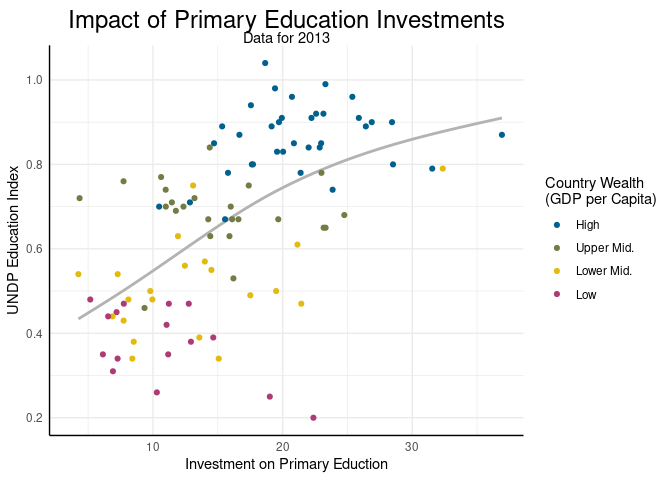 Impact of Primary Education Investments
Data for 2013
1.0
0.8
0.6
0.4
0.2
UNDP Education Index
10 20 30
Investment on Primary Eduction
Country Wealth
(GDP per Capita)
High
Upper Mid.
Lower Mid.
Low